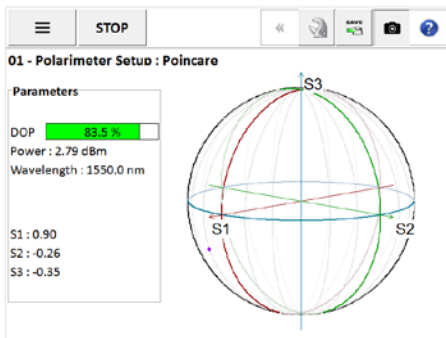 STOP
SAVE
01 - Polarimeter Setup : Poincare
Parameters
DOP 83.5 %
Power : 2.79 dBm
Wavelength : 1550.0 nm
S1 : 0.90
S2 : -0.26
S3 : -0.35
S3
S1
S2